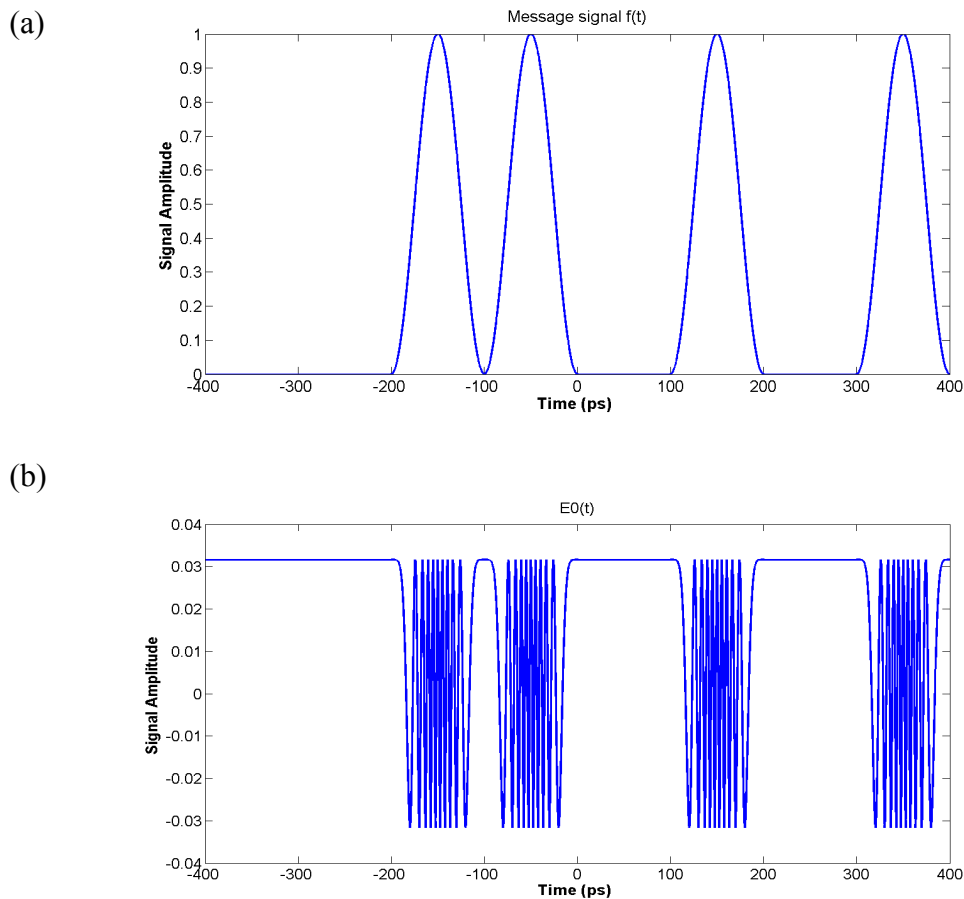 (a)
Message signal f(t)
Signal Amplitude
1
0.9
0.8
0.7
0.6
0.5
0.4
0.3
0.2
0.1
0
-400 -300 -200 -100 0 100 200 300 400
Time (ps)
(b)
E0(t)
Signal Amplitude
0.04
0.03
0.02
0.01
0
-0.01
-0.02
-0.03
-0.04
-400 -300 -200 -100 0 100 200 300 400
Time (ps)